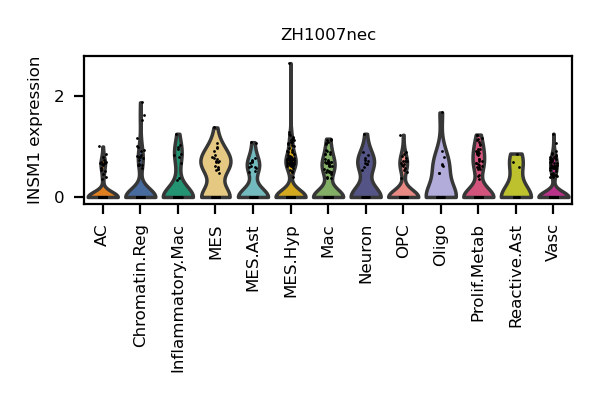 ZH1007nec
INSM1 expression
2
0
AC
Chromatin.Reg
Inflammatory.Mac
MES
MES.Ast
MES.Hyp
Mac
Neuron
OPC
Oligo
Prolif.Metab
Reactive.Ast
Vasc